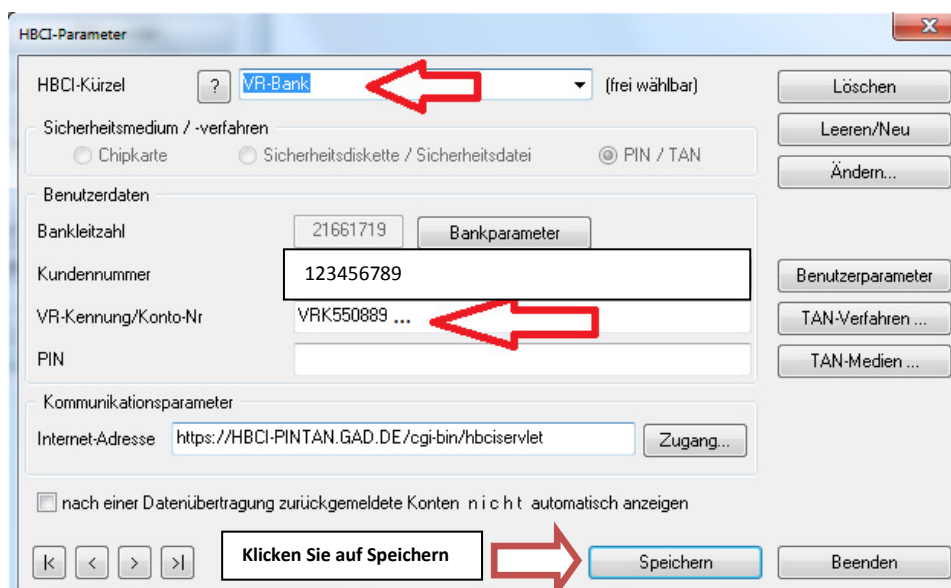 HBCI-Parameter
HBCI-Kürzel ? VR-Bank (frei wählbar) Löschen
Sicherheitsmedium / -verfahren Leeren/Neu
Chipkarte Sicherheitsdiskette / Sicherheitsdatei PIN / TAN
Ändern...
Benutzerdaten
Bankleitzahl 21661719 Bankparameter
Kundennummer 123456789 Benutzerparameter
VR-Kennung/Konto-Nr VRK550889 ... TAN-Verfahren ...
PIN TAN-Medien ...
Kommunikationsparameter
Internet-Adresse https://HBCI-PINTAN.GAD.DE/cgi-bin/hbciservlet Zugang...
nach einer Datenübertragung zurückgemeldete Konten n i c h t automatisch anzeigen
|< < > >| Klicken Sie auf Speichern Speichern Beenden